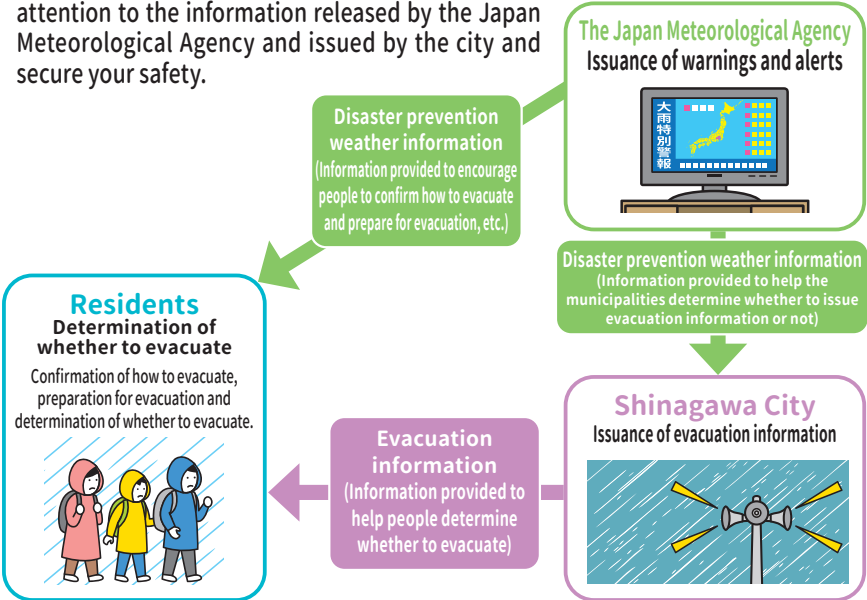 attention to the information released by the Japan
Meteorological Agency and issued by the city and
secure your safety.
The Japan Meteorological Agency
Issuance of warnings and alerts
大雨特別警報
Disaster prevention
weather information
(Information provided to encourage
people to confirm how to evacuate
and prepare for evacuation, etc.)
Disaster prevention weather information
(Information provided to help the
municipalities determine whether to issue
evacuation information or not)
Residents
Determination of
whether to evacuate
Confirmation of how to evacuate,
preparation for evacuation and
determination of whether to evacuate.
Evacuation
information
(Information provided to
help people determine
whether to evacuate)
Shinagawa City
Issuance of evacuation information